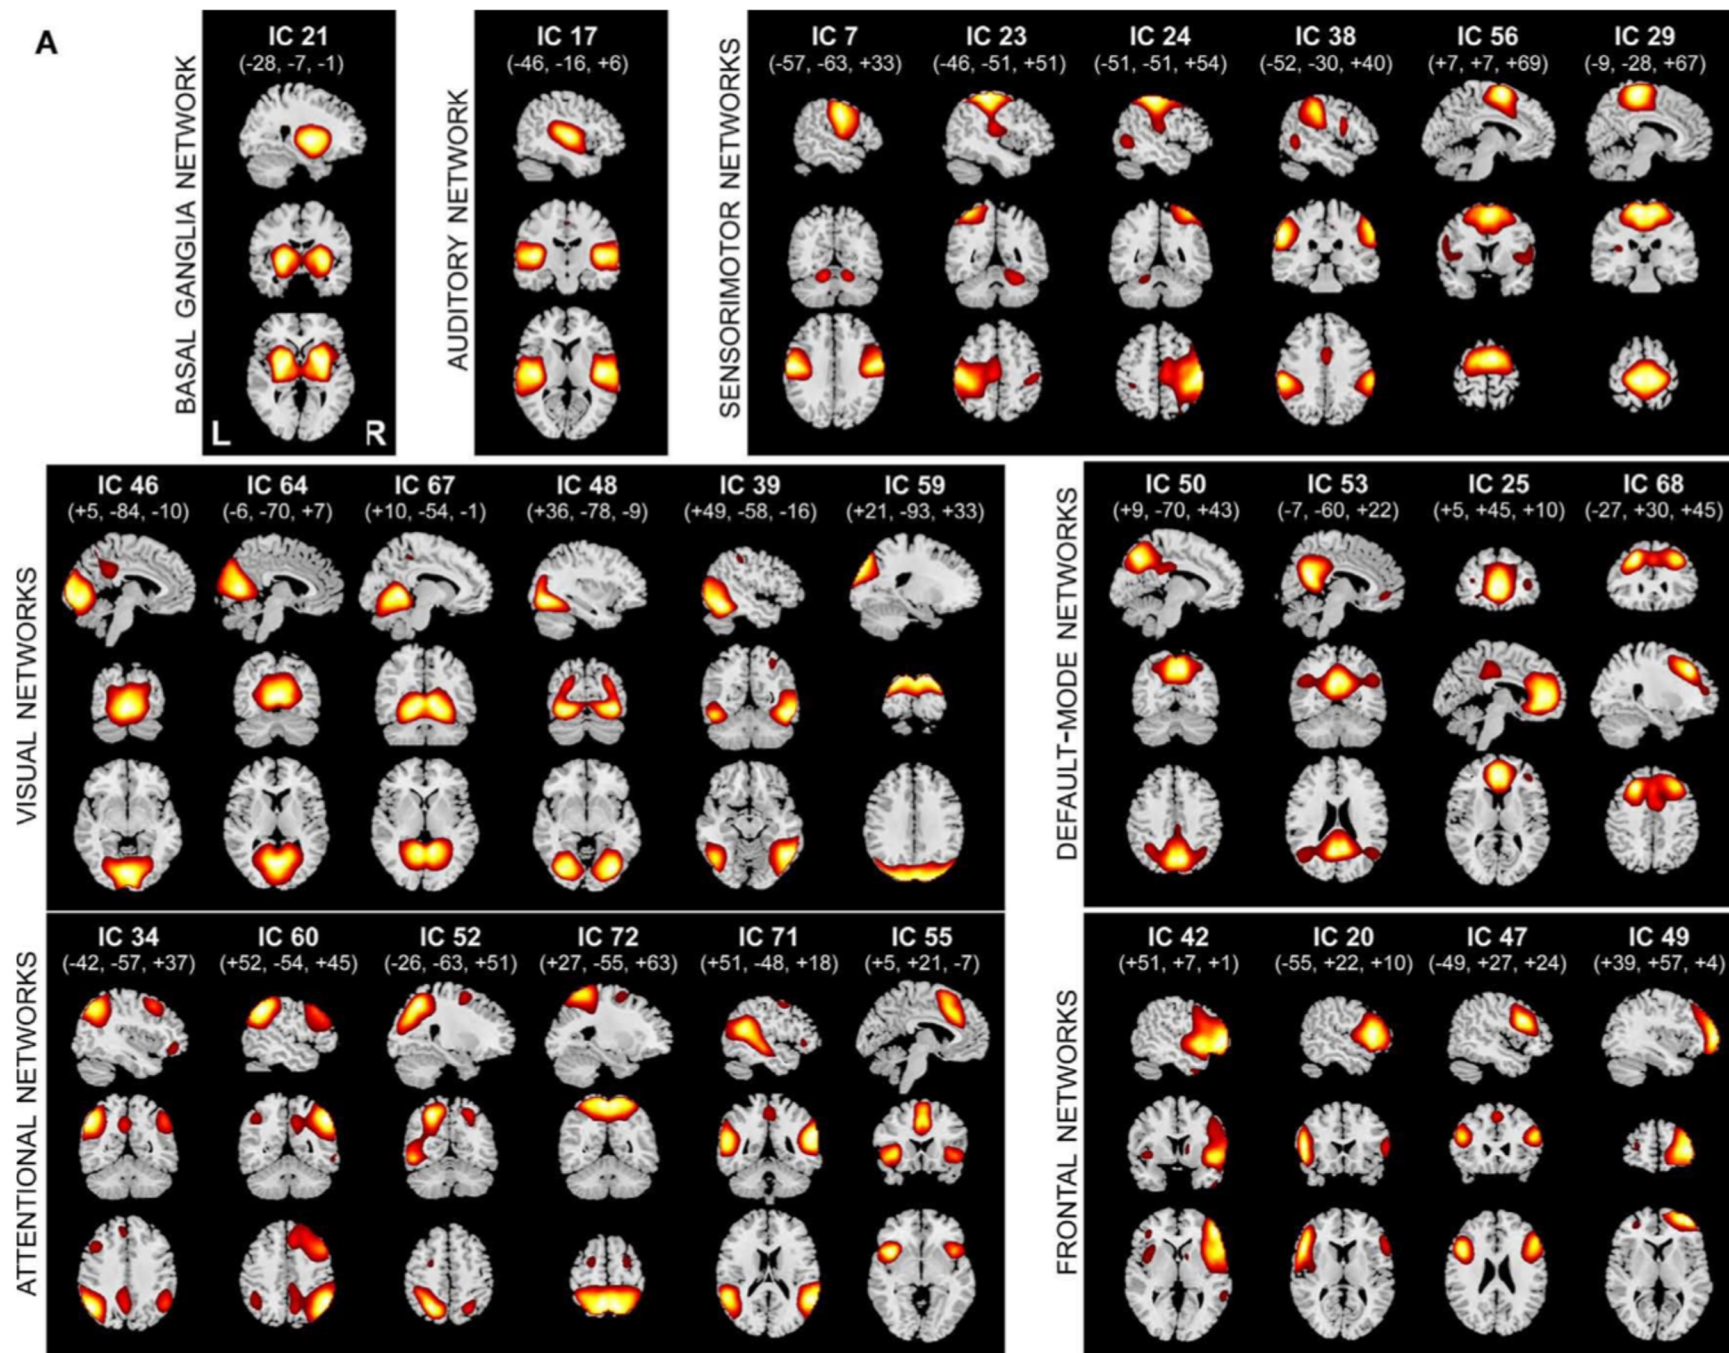 A
BASAL GANGLIA NETWORK
IC 21
(-28, -7, -1)
L R
AUDITORY NETWORK
IC 17
(-46, -16, +6)
SENSORIMOTOR NETWORKS
IC 7 IC 23 IC 24 IC 38 IC 56 IC 29
(-57, -63, +33) (-46, -51, +51) (-51, -51, +54) (-52, -30, +40) (+7, +7, +69) (-9, -28, +67)
VISUAL NETWORKS
IC 46 IC 64 IC 67 IC 48 IC 39 IC 59
(+5, -84, -10) (-6, -70, +7) (+10, -54, -1) (+36, -78, -9) (+49, -58, -16) (+21, -93, +33)
DEFAULT-MODE NETWORKS
IC 50 IC 53 IC 25 IC 68
(+9, -70, +43) (-7, -60, +22) (+5, +45, +10) (-27, +30, +45)
ATTENTIONAL NETWORKS
IC 34 IC 60 IC 52 IC 72 IC 71 IC 55
(-42, -57, +37) (+52, -54, +45) (-26, -63, +51) (+27, -55, +63) (+51, -48, +18) (+5, +21, -7)
FRONTAL NETWORKS
IC 42 IC 20 IC 47 IC 49
(+51, +7, +1) (-55, +22, +10) (-49, +27, +24) (+39, +57, +4)